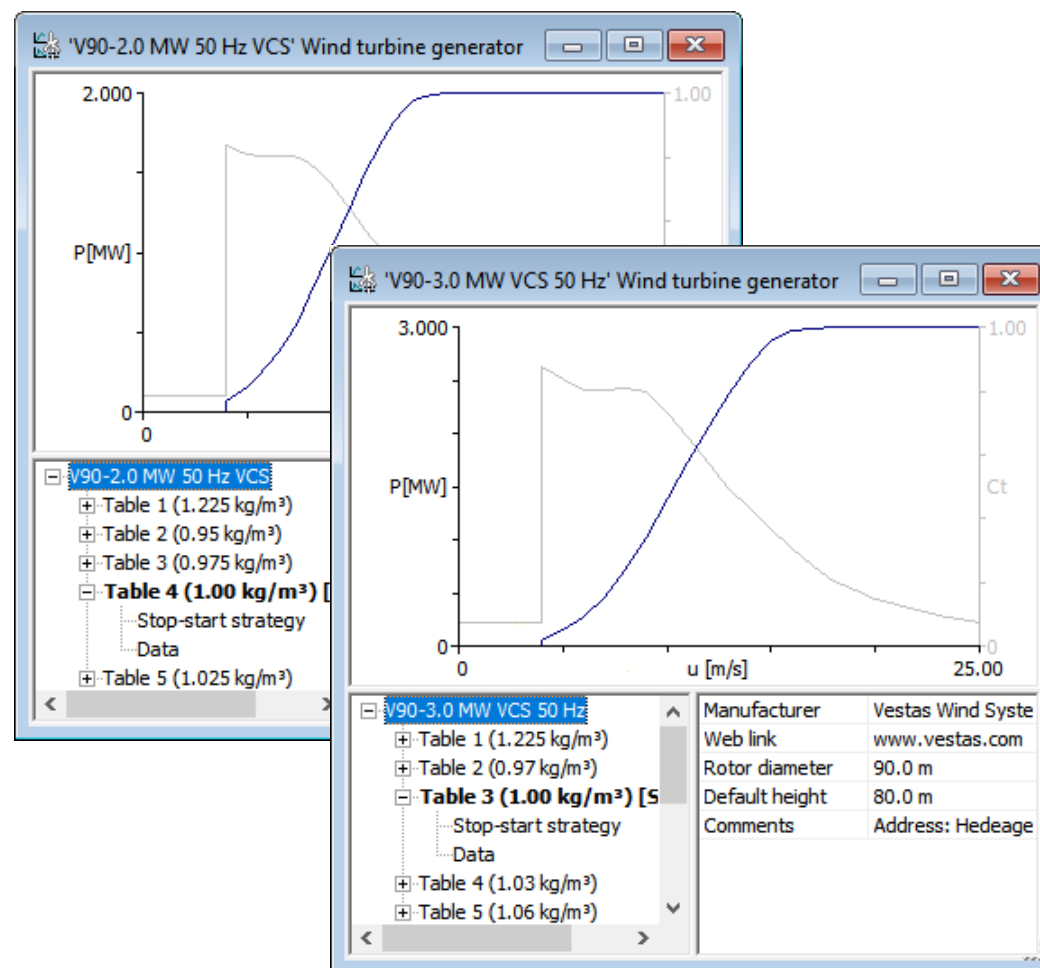 'V90-2.0 MW 50 Hz VCS' Wind turbine generator
2.000
1.00
P[MW]
0
0
V90-2.0 MW 50 Hz VCS
Table 1 (1.225 kg/m³)
Table 2 (0.95 kg/m³)
Table 3 (0.975 kg/m³)
Table 4 (1.00 kg/m³) [
Stop-start strategy
Data
Table 5 (1.025 kg/m³)
'V90-3.0 MW VCS 50 Hz' Wind turbine generator
3.000
1.00
P[MW]
Ct
0
0
0
u [m/s]
25.00
V90-3.0 MW VCS 50 Hz
Table 1 (1.225 kg/m³)
Table 2 (0.97 kg/m³)
Table 3 (1.00 kg/m³) [S
Stop-start strategy
Data
Table 4 (1.03 kg/m³)
Table 5 (1.06 kg/m³)
Manufacturer Vestas Wind Syste
Web link www.vestas.com
Rotor diameter 90.0 m
Default height 80.0 m
Comments Address: Hedeage